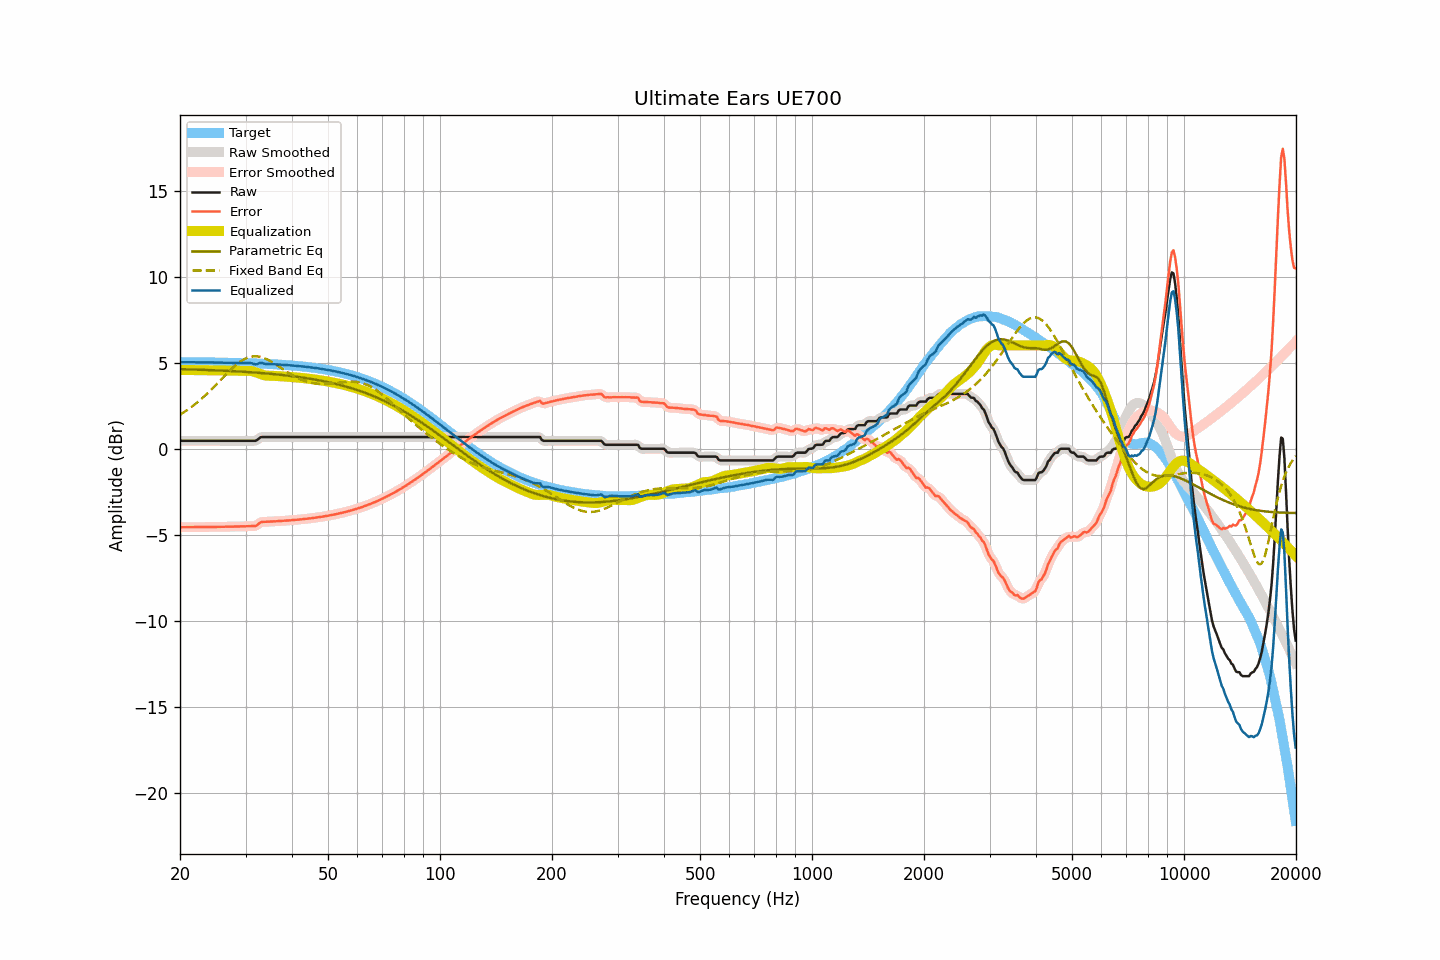 Ultimate Ears UE700
Target
Raw Smoothed
Error Smoothed
Raw
Error
Equalization
Parametric Eq
Fixed Band Eq
Equalized
15
10
5
0
−5
−10
−15
−20
Amplitude (dBr)
20 50 100 200 500 1000 2000 5000 10000 20000
Frequency (Hz)